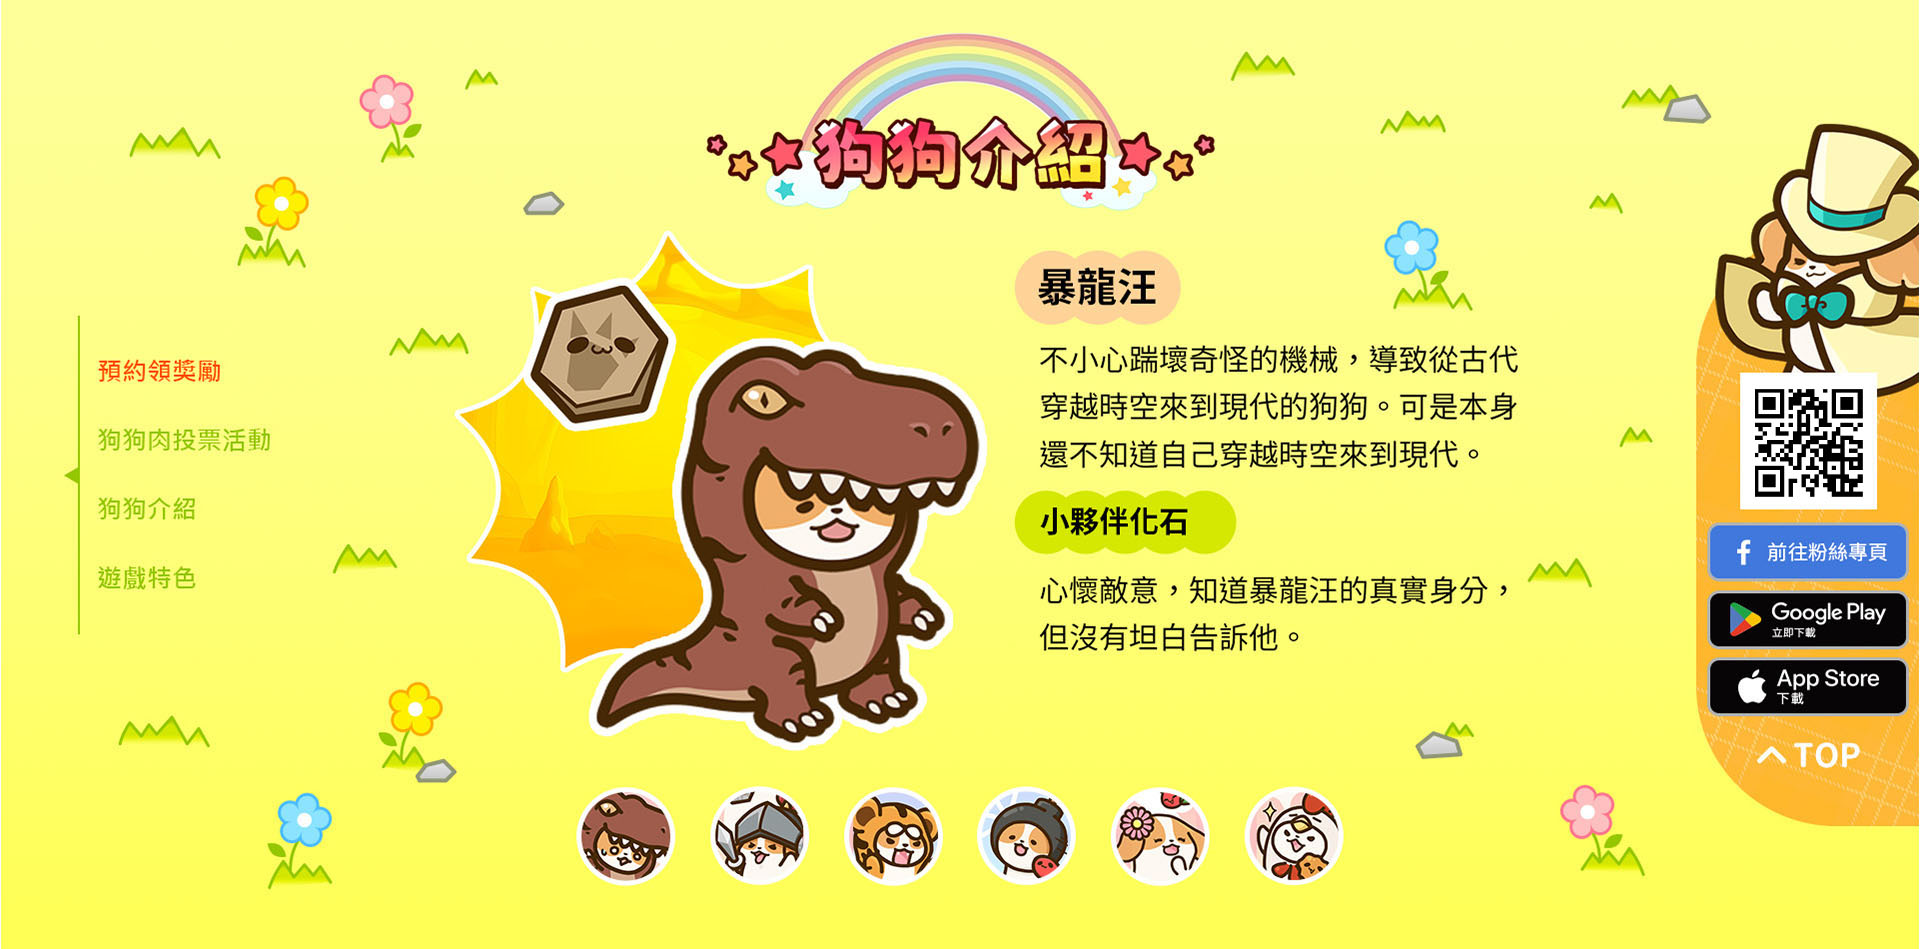 狗狗介紹
預約領獎勵
狗狗肉投票活動
狗狗介紹
遊戲特色
暴龍汪
不小心踹壞奇怪的機械，導致從古代
穿越時空來到現代的狗狗。可是本身
還不知道自己穿越時空來到現代。
小夥伴化石
心懷敵意，知道暴龍汪的真實身分，
但沒有坦白告訴他。
前往粉絲專頁
Google Play
立即下載
App Store
下載
TOP